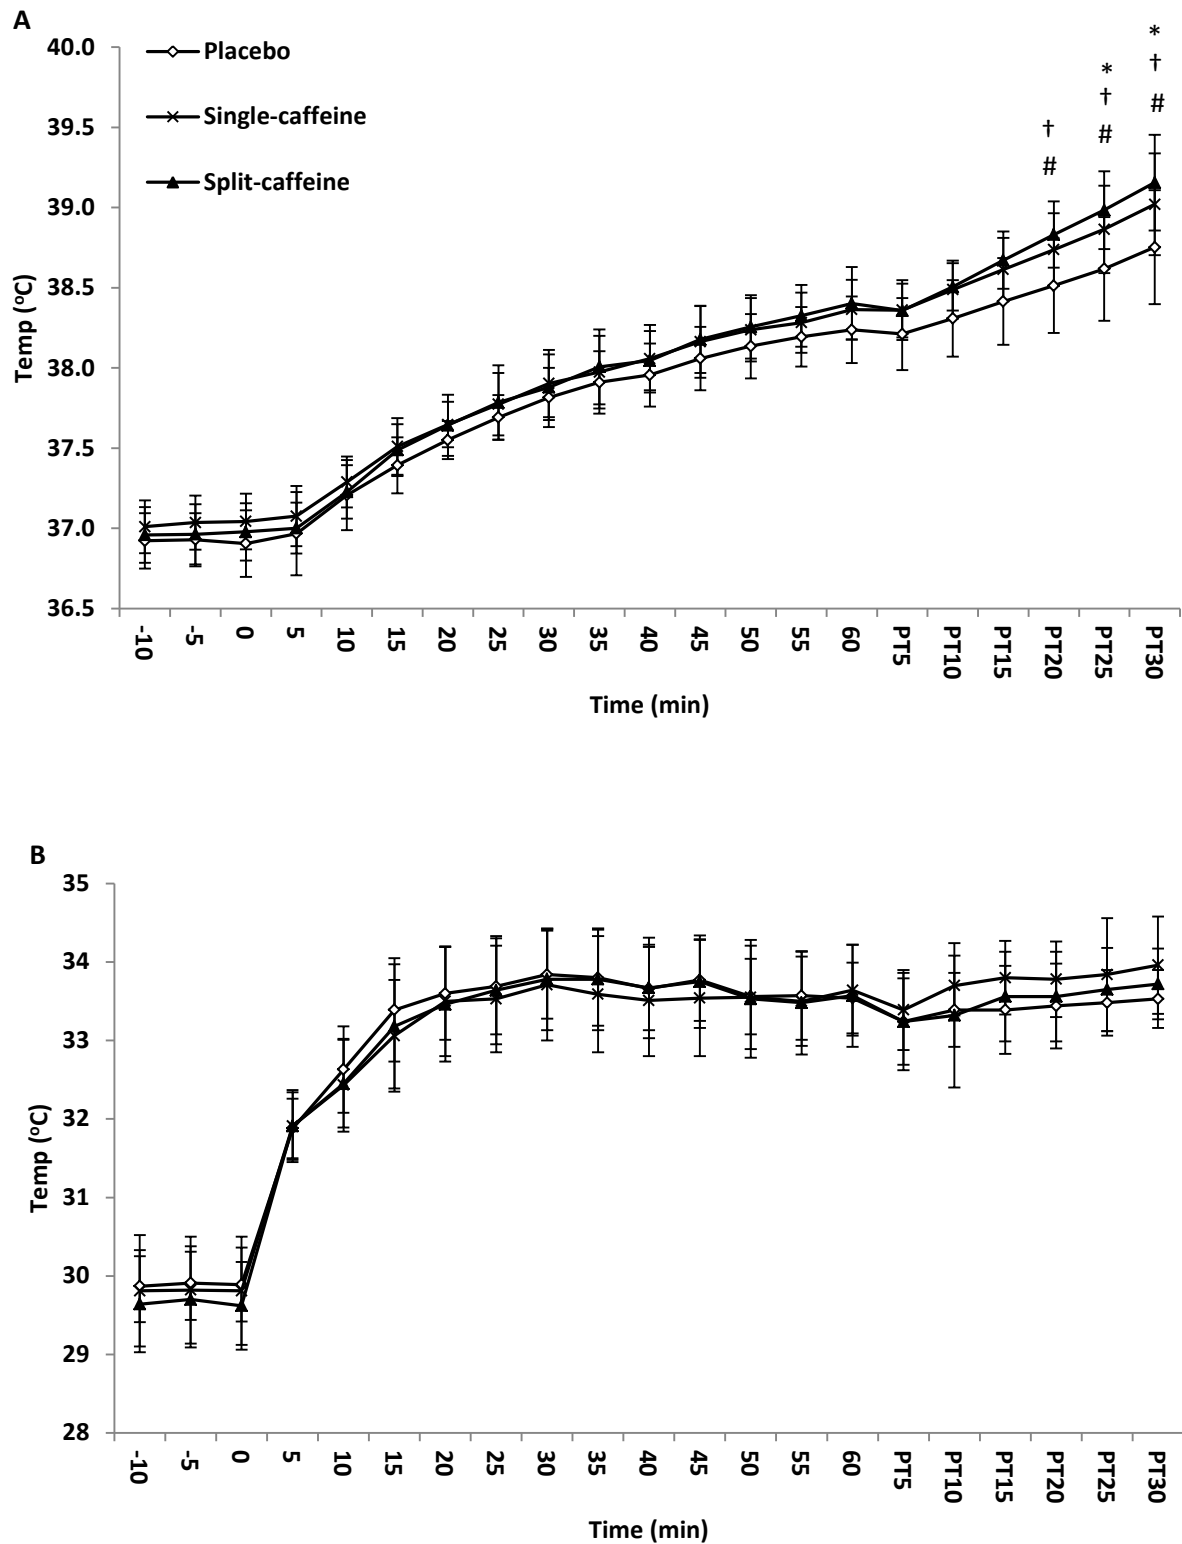 A
40.0
39.5
39.0
38.5
38.0
37.5
37.0
36.5
Temp (ºC)
Placebo
Single-caffeine
Split-caffeine
*
†
#
*
†
#
†
#
-10 -5 0 5 10 15 20 25 30 35 40 45 50 55 60 PT5 PT10 PT15 PT20 PT25 PT30
Time (min)
B
35
34
33
32
31
30
29
28
Temp (ºC)
-10 -5 0 5 10 15 20 25 30 35 40 45 50 55 60 PT5 PT10 PT15 PT20 PT25 PT30
Time (min)